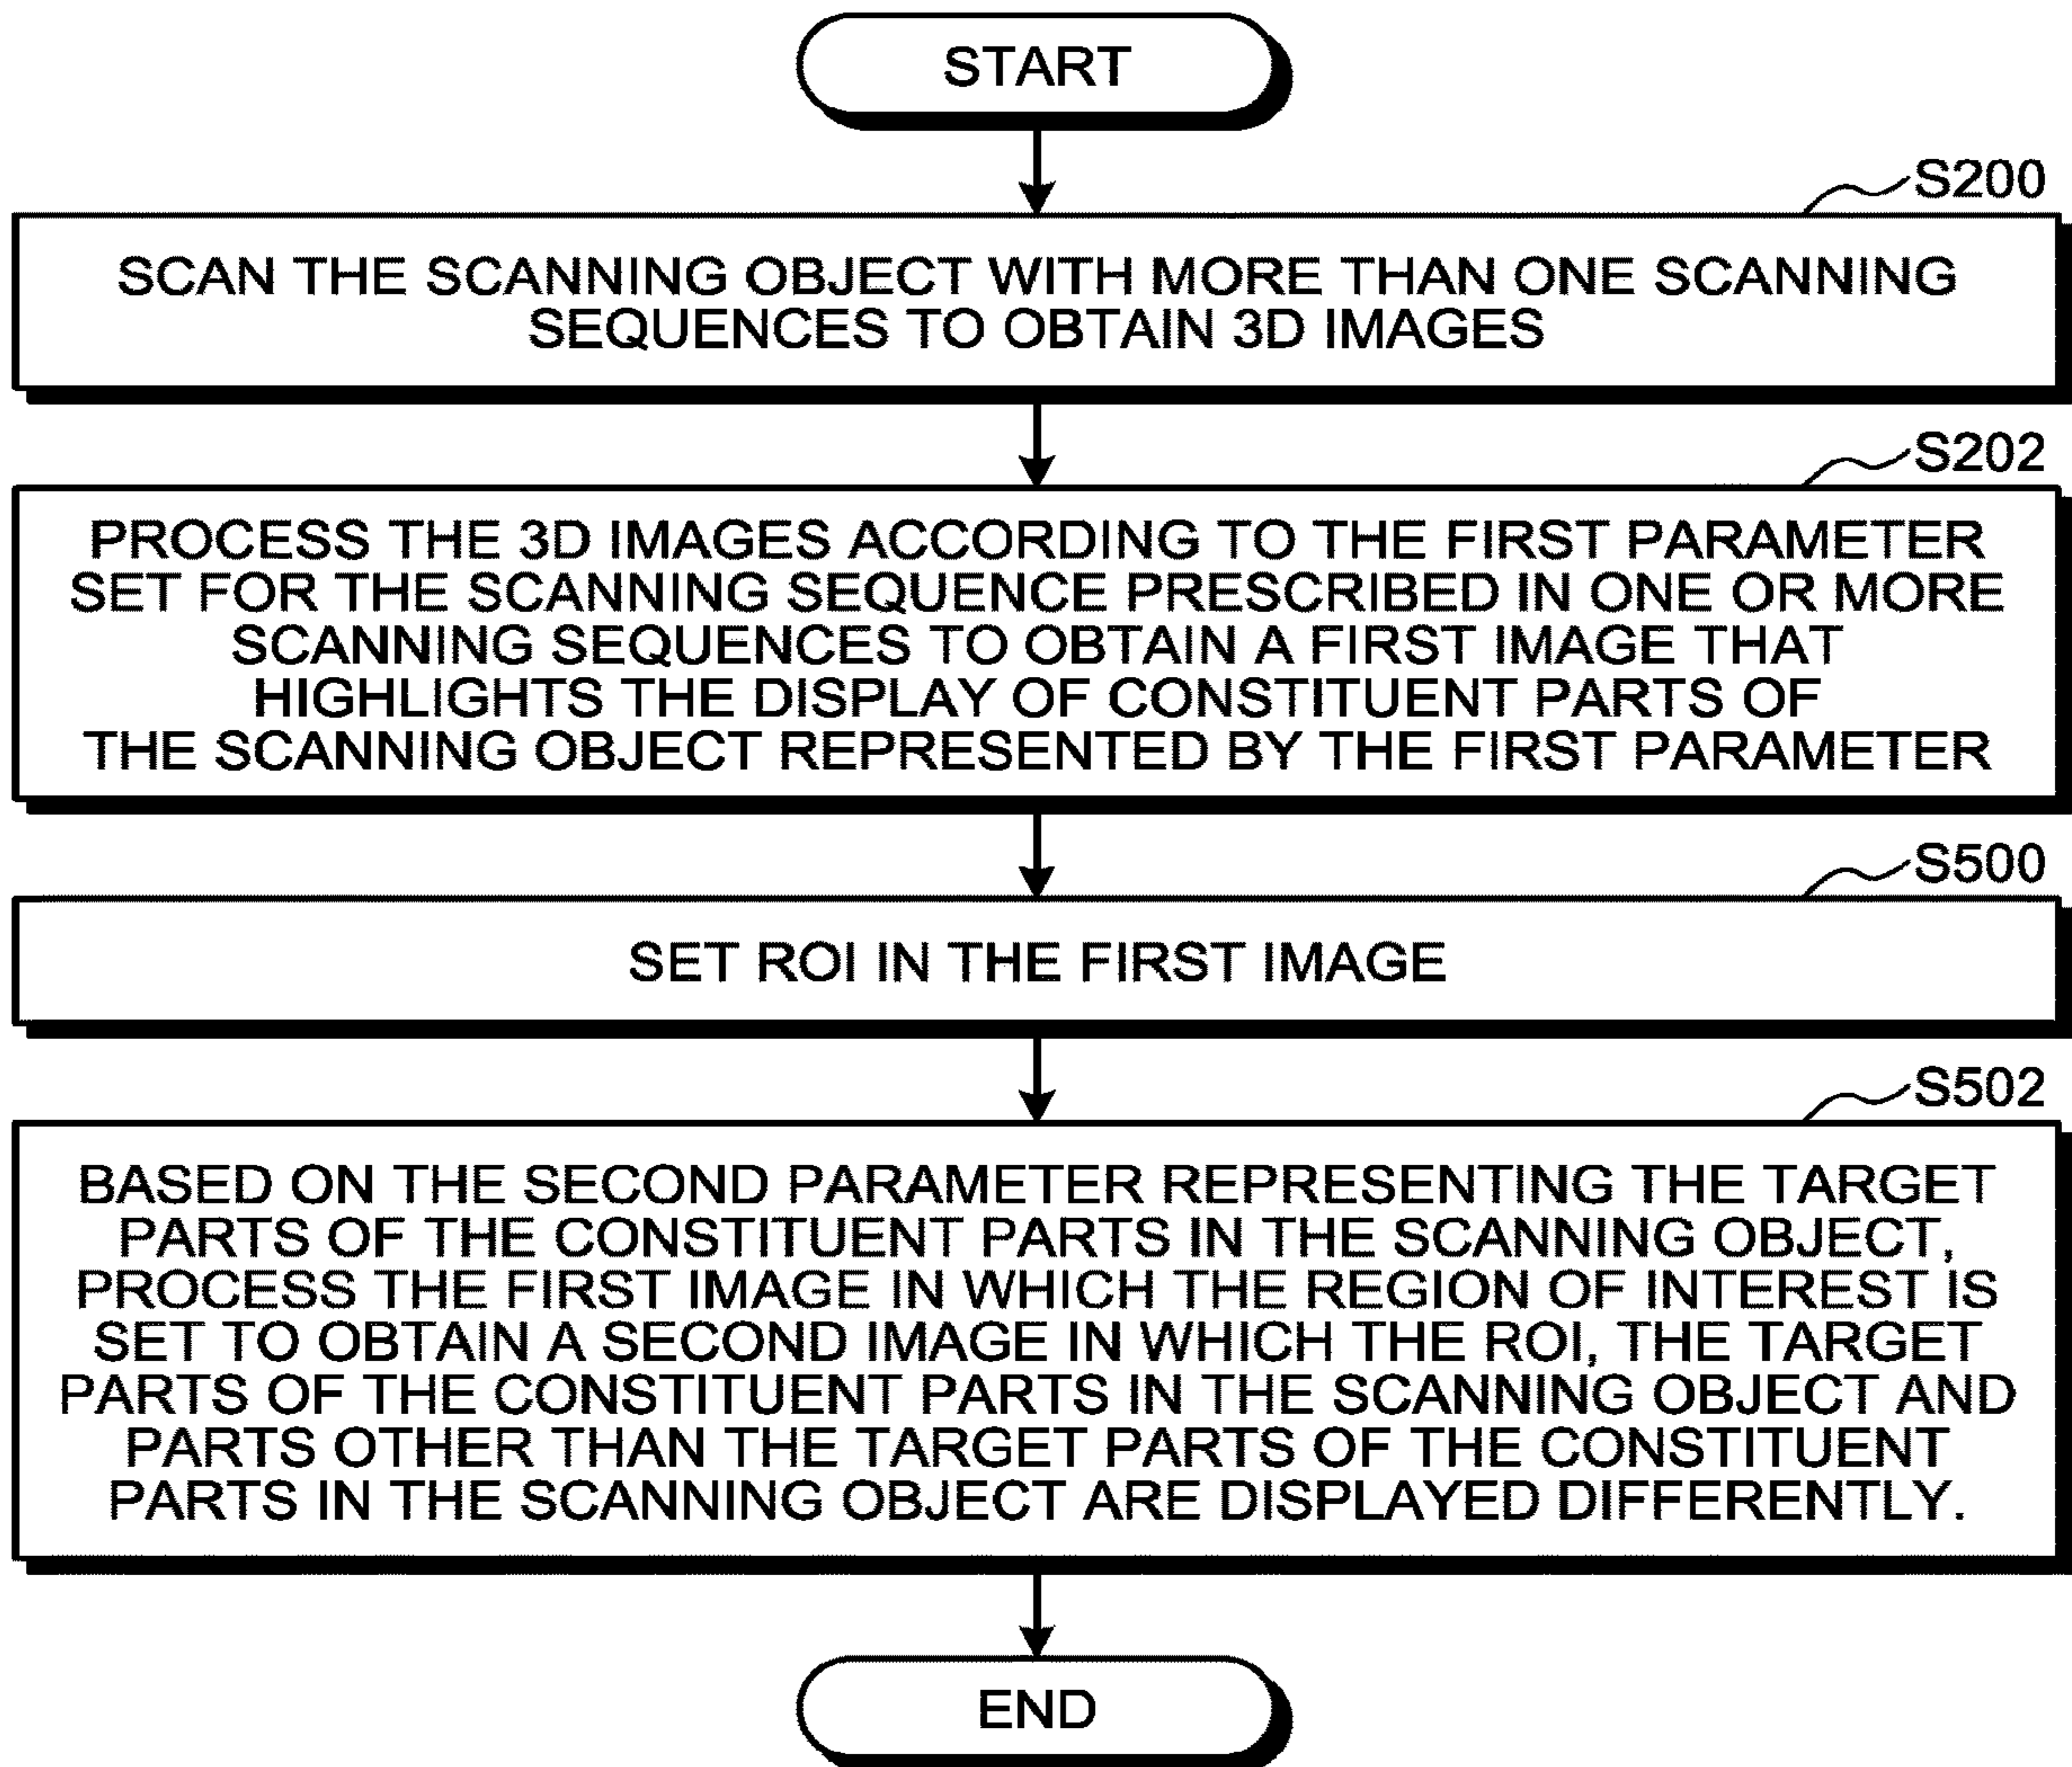 START
S200
SCAN THE SCANNING OBJECT WITH MORE THAN ONE SCANNING
SEQUENCES TO OBTAIN 3D IMAGES
S202
PROCESS THE 3D IMAGES ACCORDING TO THE FIRST PARAMETER
SET FOR THE SCANNING SEQUENCE PRESCRIBED IN ONE OR MORE
SCANNING SEQUENCES TO OBTAIN A FIRST IMAGE THAT
HIGHLIGHTS THE DISPLAY OF CONSTITUENT PARTS OF
THE SCANNING OBJECT REPRESENTED BY THE FIRST PARAMETER
S500
SET ROI IN THE FIRST IMAGE
S502
BASED ON THE SECOND PARAMETER REPRESENTING THE TARGET
PARTS OF THE CONSTITUENT PARTS IN THE SCANNING OBJECT,
PROCESS THE FIRST IMAGE IN WHICH THE REGION OF INTEREST IS
SET TO OBTAIN A SECOND IMAGE IN WHICH THE ROI, THE TARGET
PARTS OF THE CONSTITUENT PARTS IN THE SCANNING OBJECT AND
PARTS OTHER THAN THE TARGET PARTS OF THE CONSTITUENT
PARTS IN THE SCANNING OBJECT ARE DISPLAYED DIFFERENTLY.
END